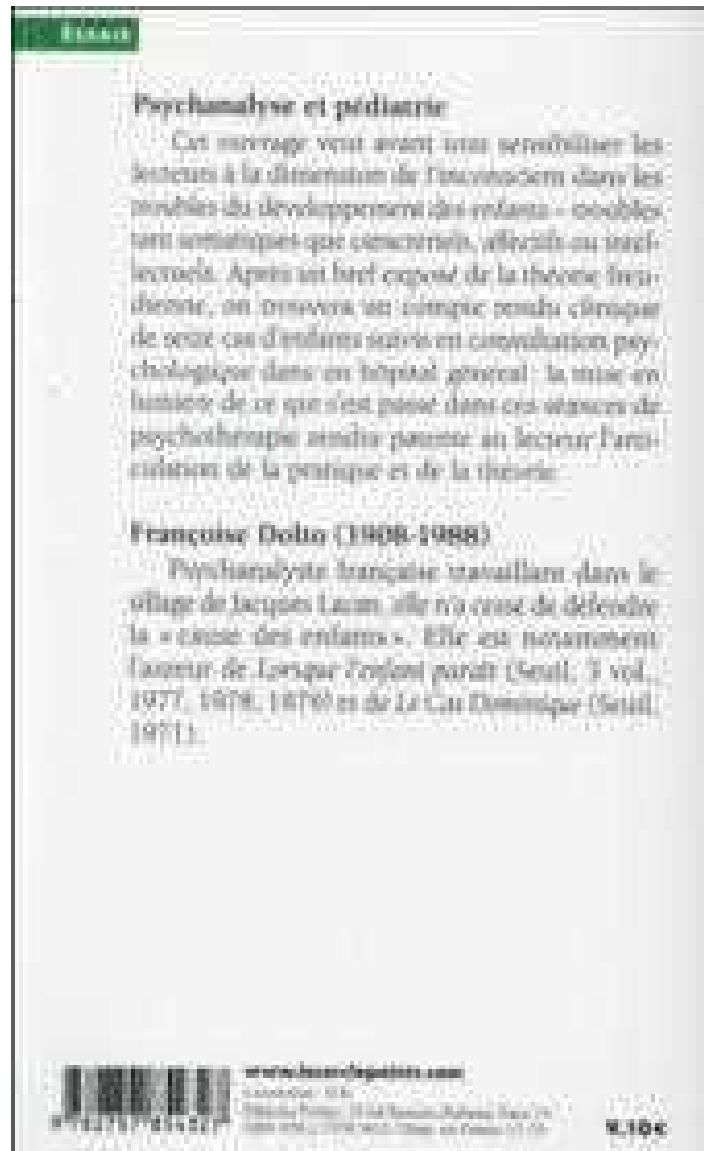 Essais
Psychanalyse et pédiatrie
Cet ouvrage veut avant tout sensibiliser les
lecteurs à la dimension de l'inconscient dans les
troubles du développement des enfants – troubles
tant somatiques que caractériels, affectifs ou intel-
lectuels. Après un bref exposé de la théorie freu-
dienne, on trouvera un compte rendu clinique
de seize cas d'enfants suivis en consultation psy-
chologique dans un hôpital général: la mise en
lumière de ce qui s'est passé dans ces séances de
psychothérapie rendra patente au lecteur l'arti-
culation de la pratique et de la théorie.
Françoise Dolto (1908-1988)
Psychanalyste française travaillant dans le
sillage de Jacques Lacan, elle n'a cessé de défendre
la « cause des enfants ». Elle est notamment
l'auteur de Lorsque l'enfant paraît (Seuil, 3 vol.,
1977, 1978, 1979) et de Le Cas Dominique (Seuil,
1971).
www.lecerclepoints.com
9.10€